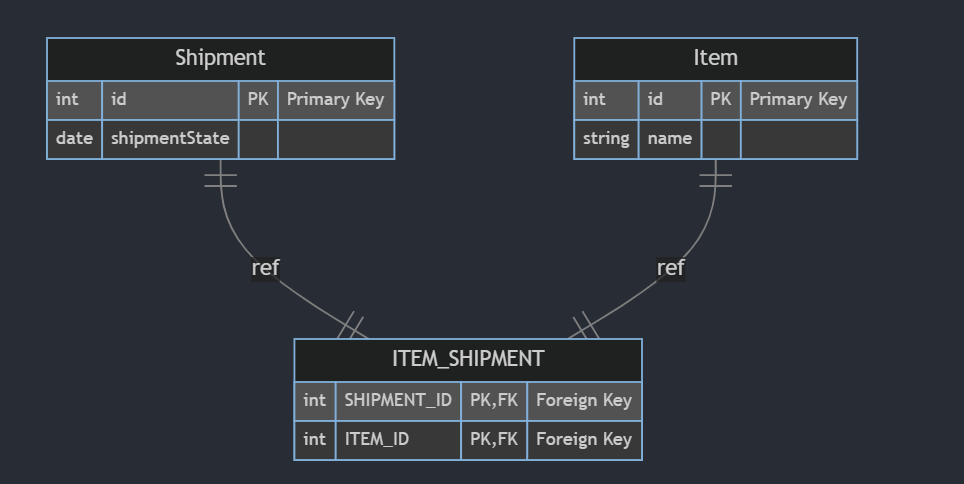 Shipment
int id PK Primary Key
date shipmentState
Item
int id PK Primary Key
string name
ref
ref
ITEM_SHIPMENT
int SHIPMENT_ID PK,FK Foreign Key
int ITEM_ID PK,FK Foreign Key